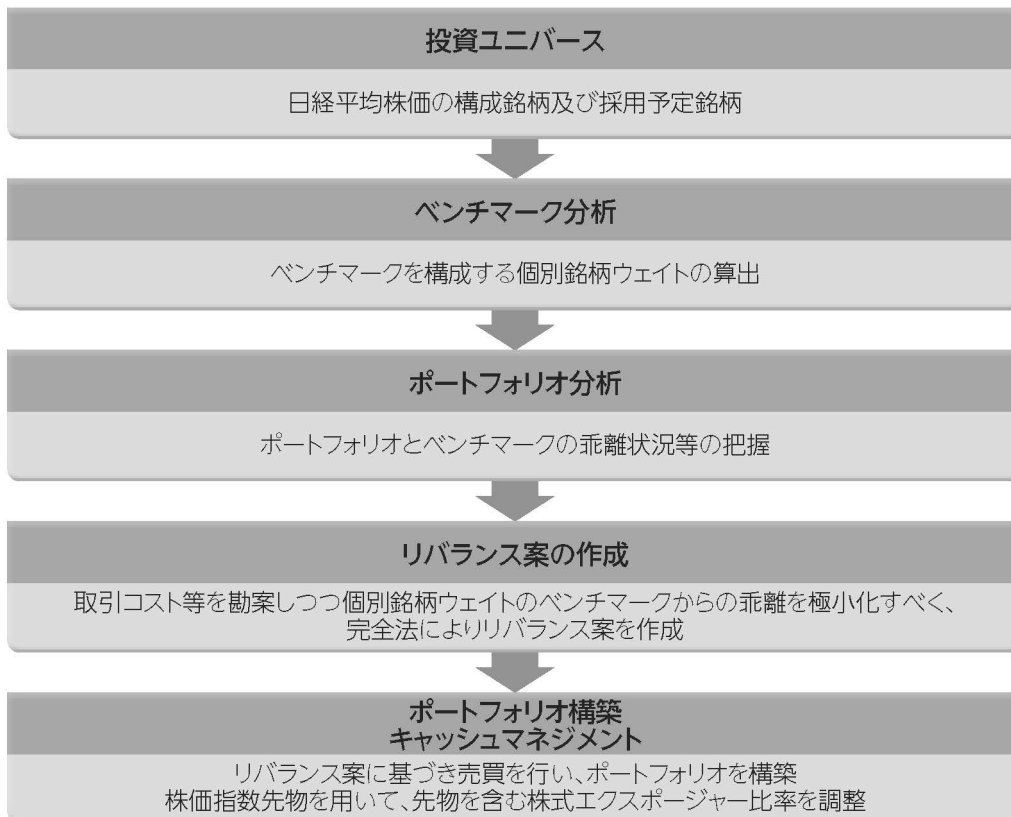 投資ユニバース
日経平均株価の構成銘柄及び採用予定銘柄
ベンチマーク分析
ベンチマークを構成する個別銘柄ウェイトの算出
ポートフォリオ分析
ポートフォリオとベンチマークの乖離状況等の把握
リバランス案の作成
取引コスト等を勘案しつつ個別銘柄ウェイトのベンチマークからの乖離を極小化すべく、
完全法によりリバランス案を作成
ポートフォリオ構築
キャッシュマネジメント
リバランス案に基づき売買を行い、ポートフォリオを構築
株価指数先物を用いて、先物を含む株式エクスポージャー比率を調整